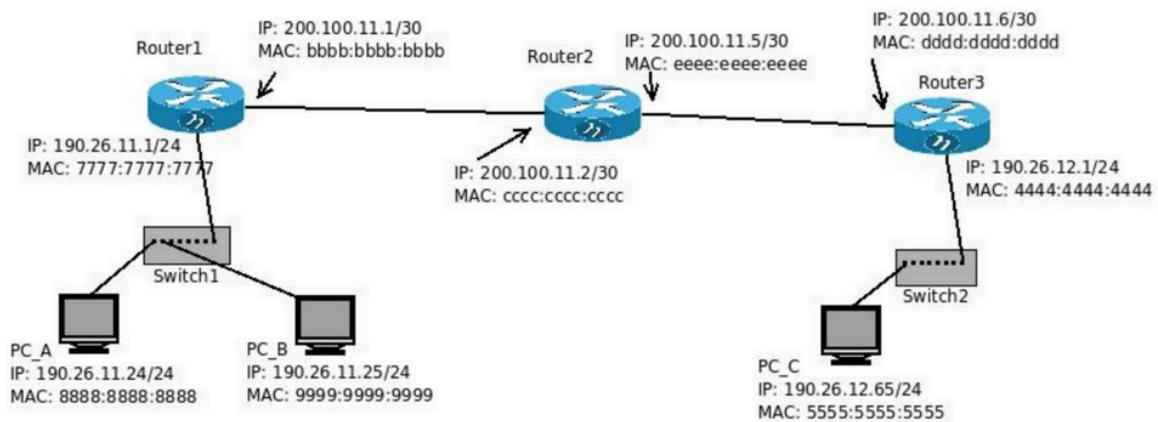 Router1
IP: 200.100.11.1/30
MAC: bbbb:bbbb:bbbb
Router2
IP: 200.100.11.5/30
MAC: eeee:eeee:eeee
IP: 200.100.11.6/30
MAC: dddd:dddd:dddd
Router3
IP: 190.26.11.1/24
MAC: 7777:7777:7777
IP: 200.100.11.2/30
MAC: cccc:cccc:cccc
IP: 190.26.12.1/24
MAC: 4444:4444:4444
Switch1
Switch2
PC_A
IP: 190.26.11.24/24
MAC: 8888:8888:8888
PC_B
IP: 190.26.11.25/24
MAC: 9999:9999:9999
PC_C
IP: 190.26.12.65/24
MAC: 5555:5555:5555